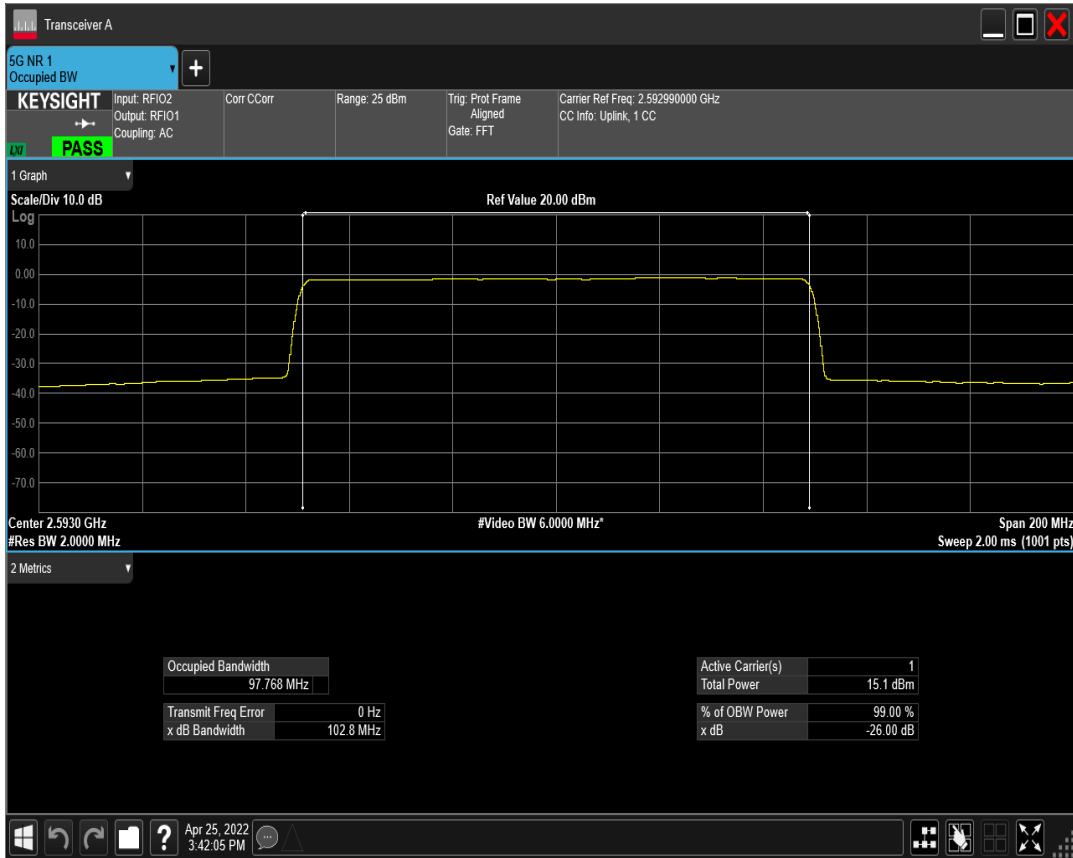 Transceiver A
5G NR 1
Occupied BW
+
KEYSIGHT
LXI
PASS
Input: RFIO2
Output: RFIO1
Coupling: AC
Corr CCorr
Range: 25 dBm
Trig: Prot Frame
Aligned
Gate: FFT
Carrier Ref Freq: 2.592990000 GHz
CC Info: Uplink, 1 CC
1 Graph
Scale/Div 10.0 dB
Ref Value 20.00 dBm
Log
10.0
0.00
-10.0
-20.0
-30.0
-40.0
-50.0
-60.0
-70.0
Center 2.5930 GHz
#Video BW 6.0000 MHz*
Span 200 MHz
#Res BW 2.0000 MHz
Sweep 2.00 ms (1001 pts)
2 Metrics
Occupied Bandwidth
97.768 MHz
Transmit Freq Error 0 Hz
x dB Bandwidth 102.8 MHz
Active Carrier(s) 1
Total Power 15.1 dBm
% of OBW Power 99.00 %
x dB -26.00 dB
?
Apr 25, 2022
3:42:05 PM